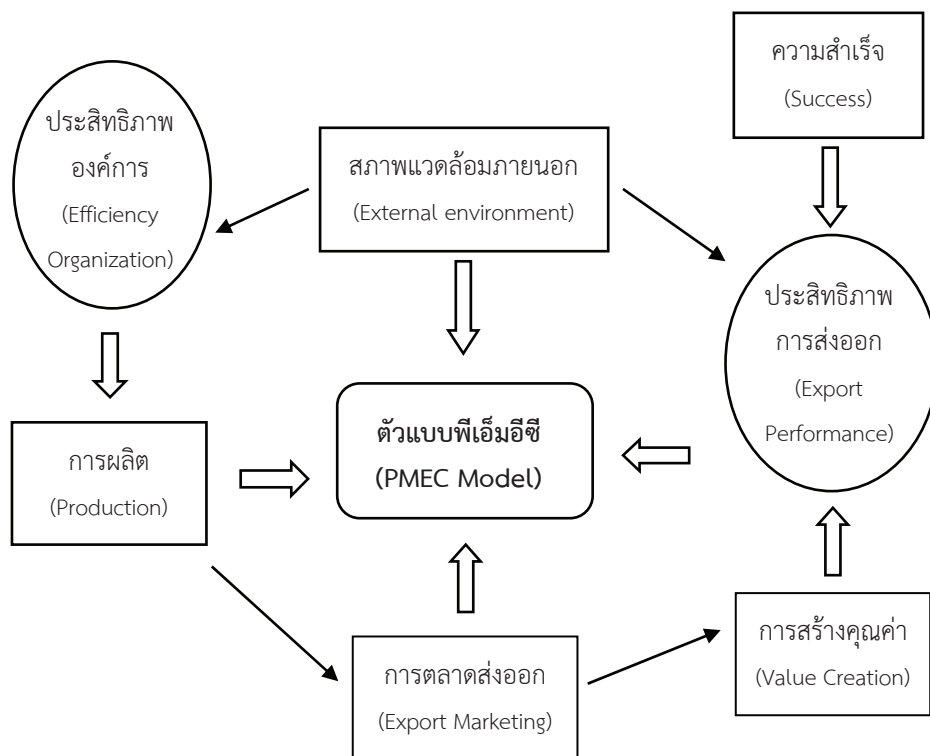 ความสำเร็จ
(Success)
ประสิทธิภาพ
องค์การ
(Efficiency
Organization)
สภาพแวดล้อมภายนอก
(External environment)
ประสิทธิภาพ
การส่งออก
(Export
Performance)
ตัวแบบพีเอ็มอีซี
(PMEC Model)
การผลิต
(Production)
การตลาดส่งออก
(Export Marketing)
การสร้างคุณค่า
(Value Creation)